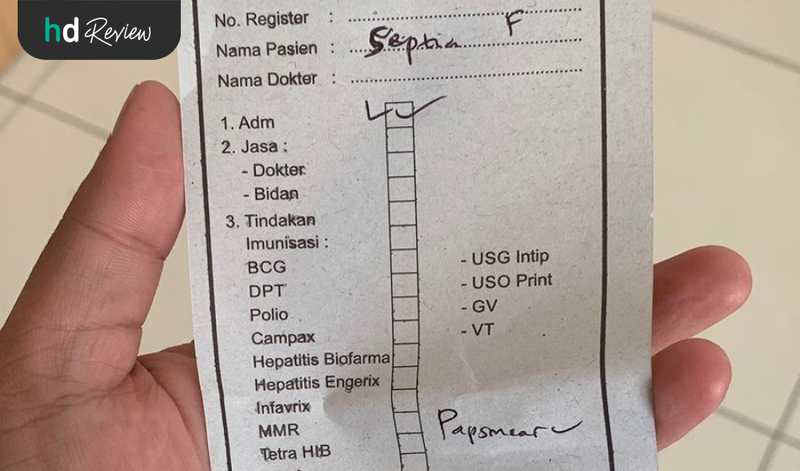 hd Review
No. Register : ....................
Nama Pasien : Septia F
Nama Dokter : ....................
1. Adm
2. Jasa :
- Dokter
- Bidan
3. Tindakan
Imunisasi :
BCG
DPT
Polio
Campax
Hepatitis Biofarma
Hepatitis Engerix
Infavrix
MMR
Tetra HIB
- USG Intip
- USO Print
- GV
- VT
Papsmear